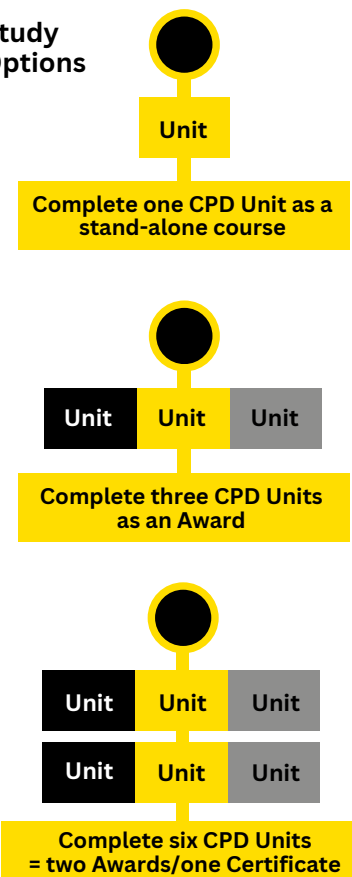 tudy
ptions
Unit
Complete one CPD Unit as a
stand-alone course
Unit Unit Unit
Complete three CPD Units
as an Award
Unit Unit Unit
Unit Unit Unit
Complete six CPD Units
= two Awards/one Certificate